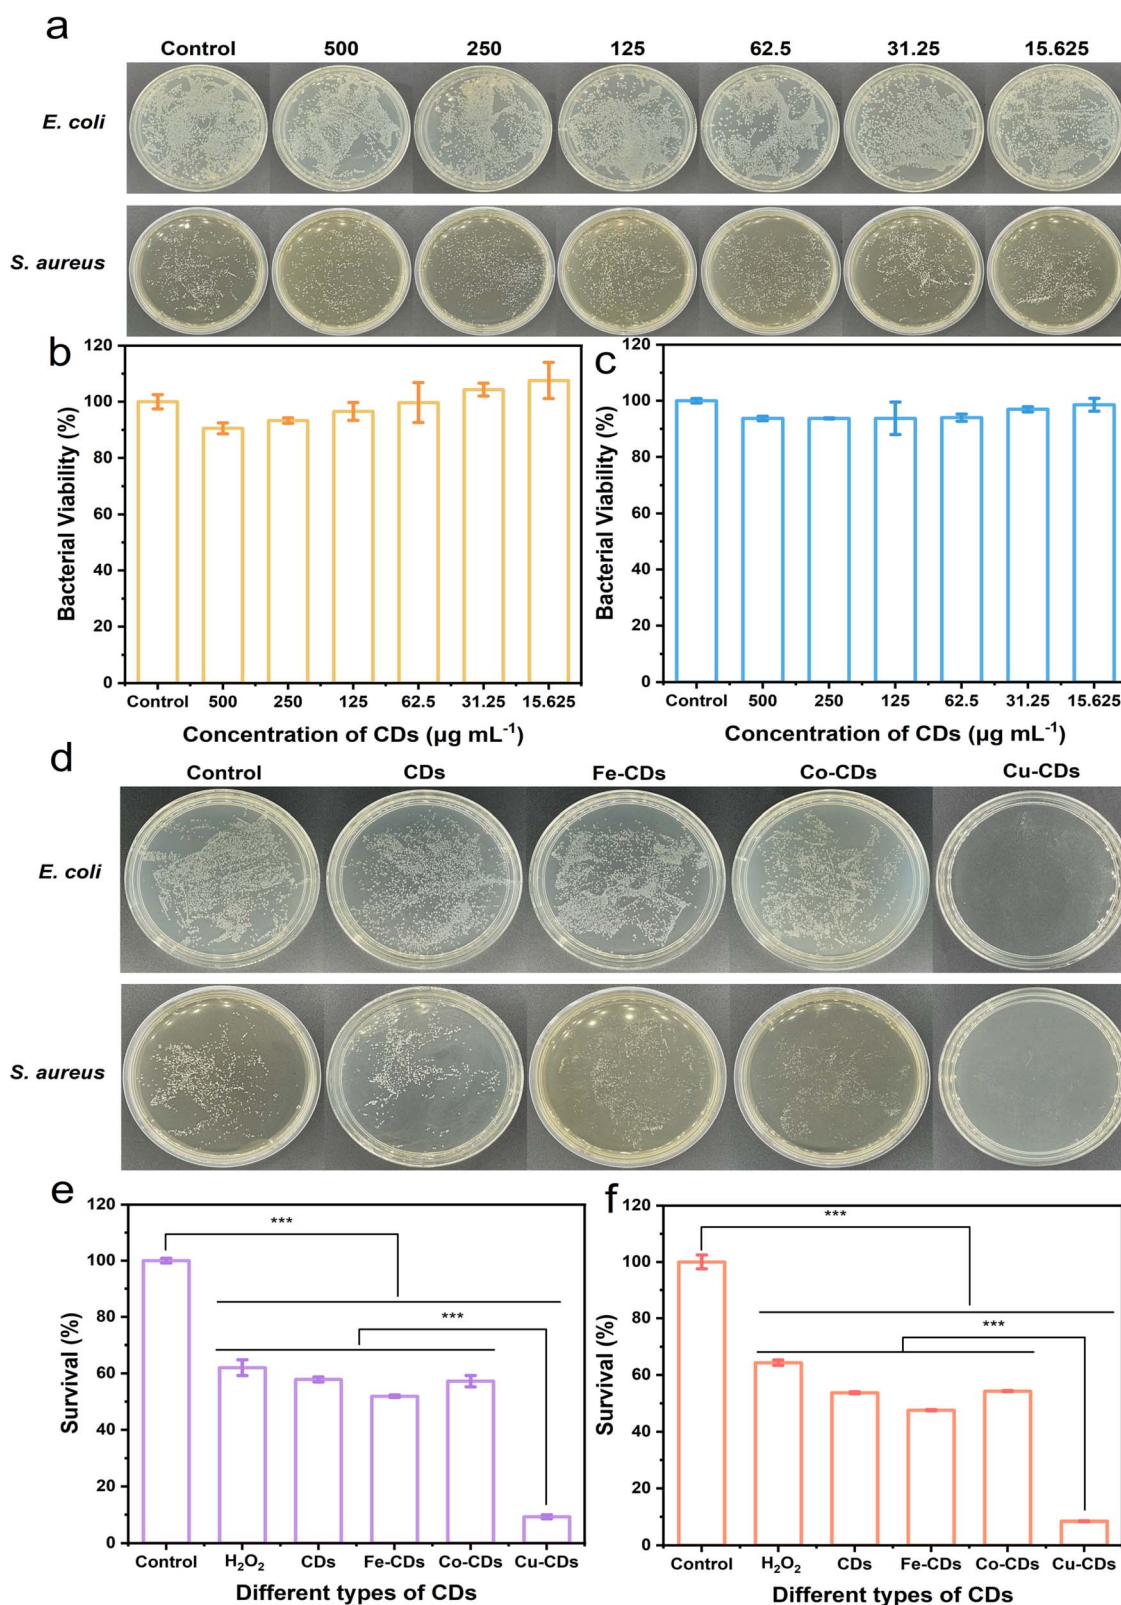 a
Control 500 250 125 62.5 31.25 15.625
E. coli
S. aureus
b
120
100
80
60
40
20
0
Bacterial Viability (%)
Control 500 250 125 62.5 31.25 15.625
Concentration of CDs (µg mL⁻¹)
c
120
100
80
60
40
20
0
Bacterial Viability (%)
Control 500 250 125 62.5 31.25 15.625
Concentration of CDs (µg mL⁻¹)
d
Control CDs Fe-CDs Co-CDs Cu-CDs
E. coli
S. aureus
e
120
100
80
60
40
20
0
Survival (%)
***
***
Control H₂O₂ CDs Fe-CDs Co-CDs Cu-CDs
Different types of CDs
f
120
100
80
60
40
20
0
Survival (%)
***
***
Control H₂O₂ CDs Fe-CDs Co-CDs Cu-CDs
Different types of CDs